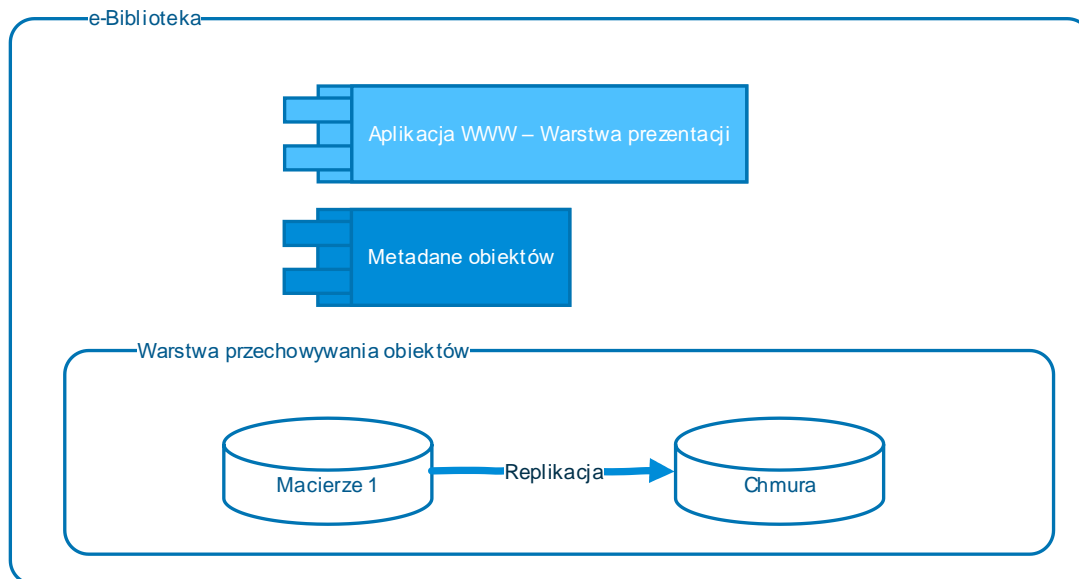 e-Biblioteka
Aplikacja WWW – Warstwa prezentacji
Metadane obiektów
Warstwa przechowywania obiektów
Macierze 1
Replikacja
Chmura